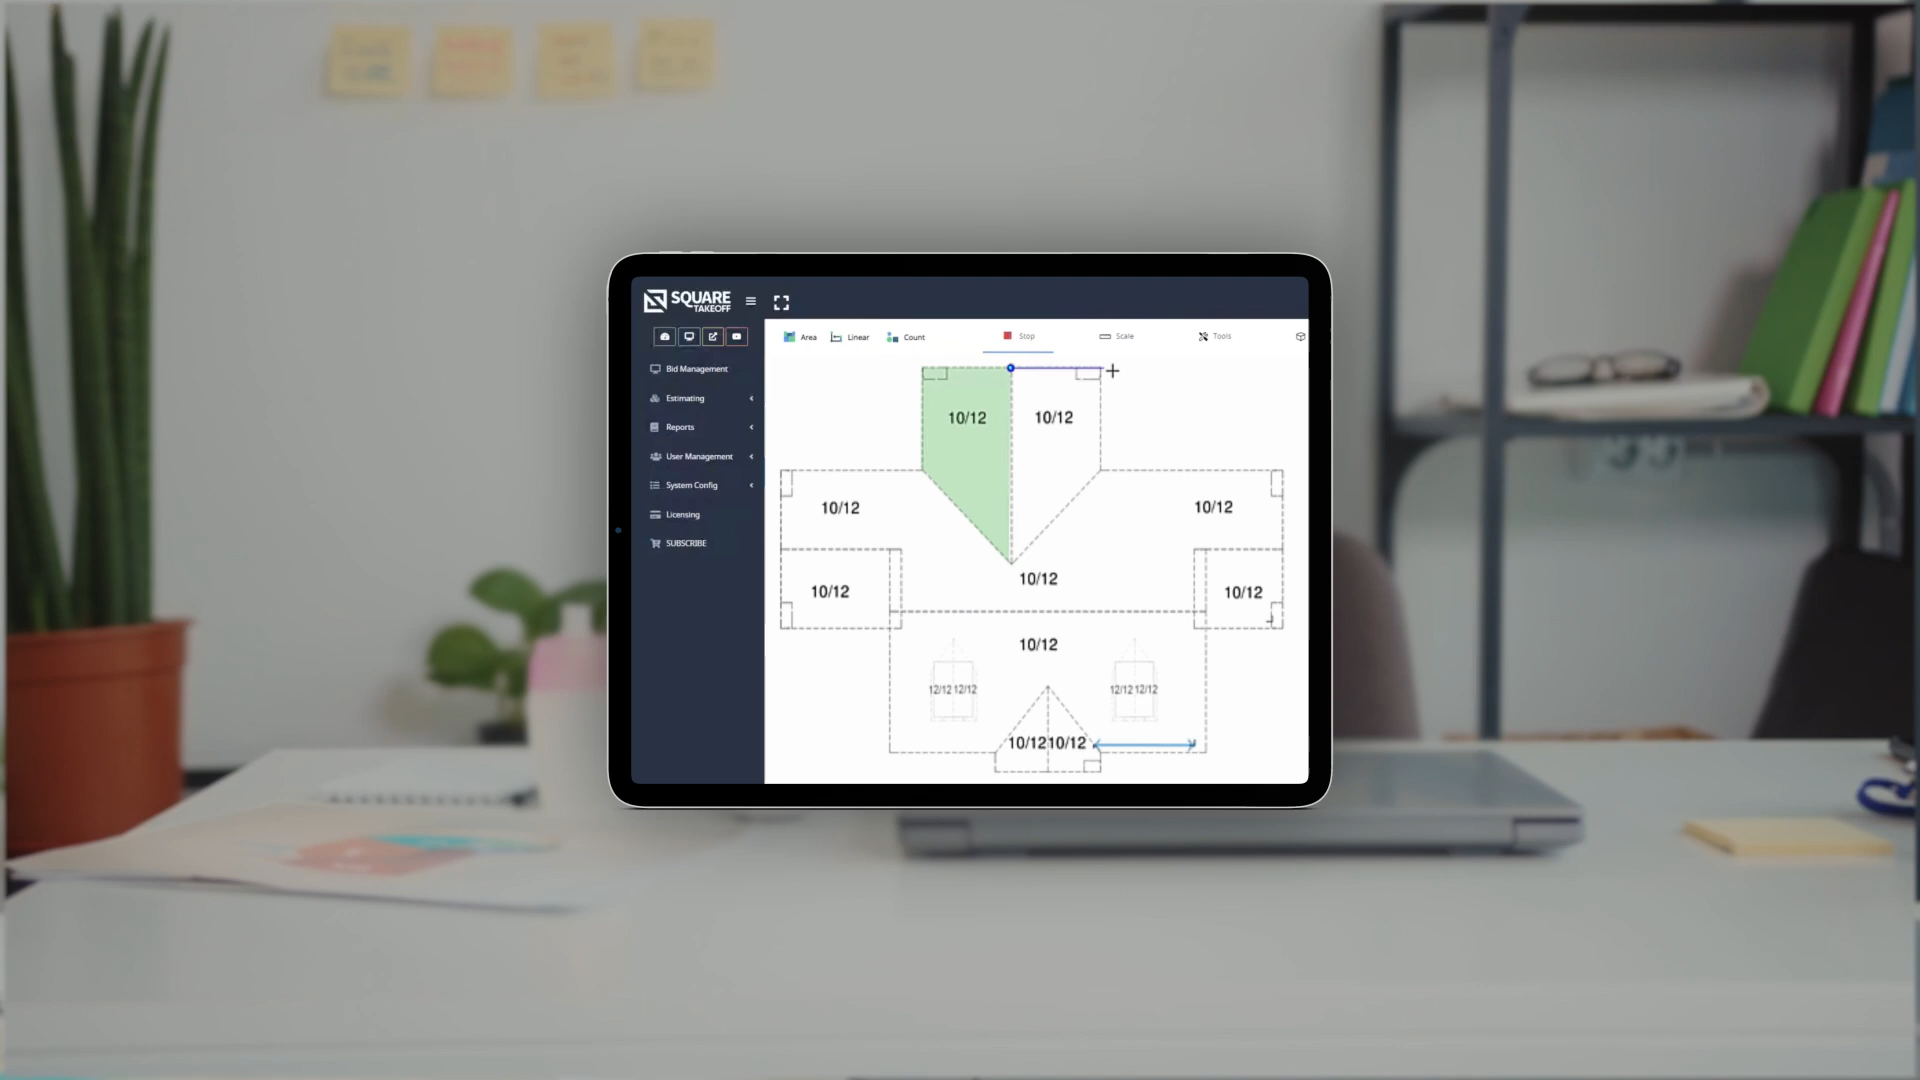 SQUARE
TAKEOFF
Area
Linear
Count
Stop
Scale
Tools
Bid Management
Estimating
Reports
User Management
System Config
Licensing
SUBSCRIBE
10/12
10/12
10/12
10/12
10/12
10/12
10/12
10/12
12/12 12/12
12/12 12/12
10/12 10/12